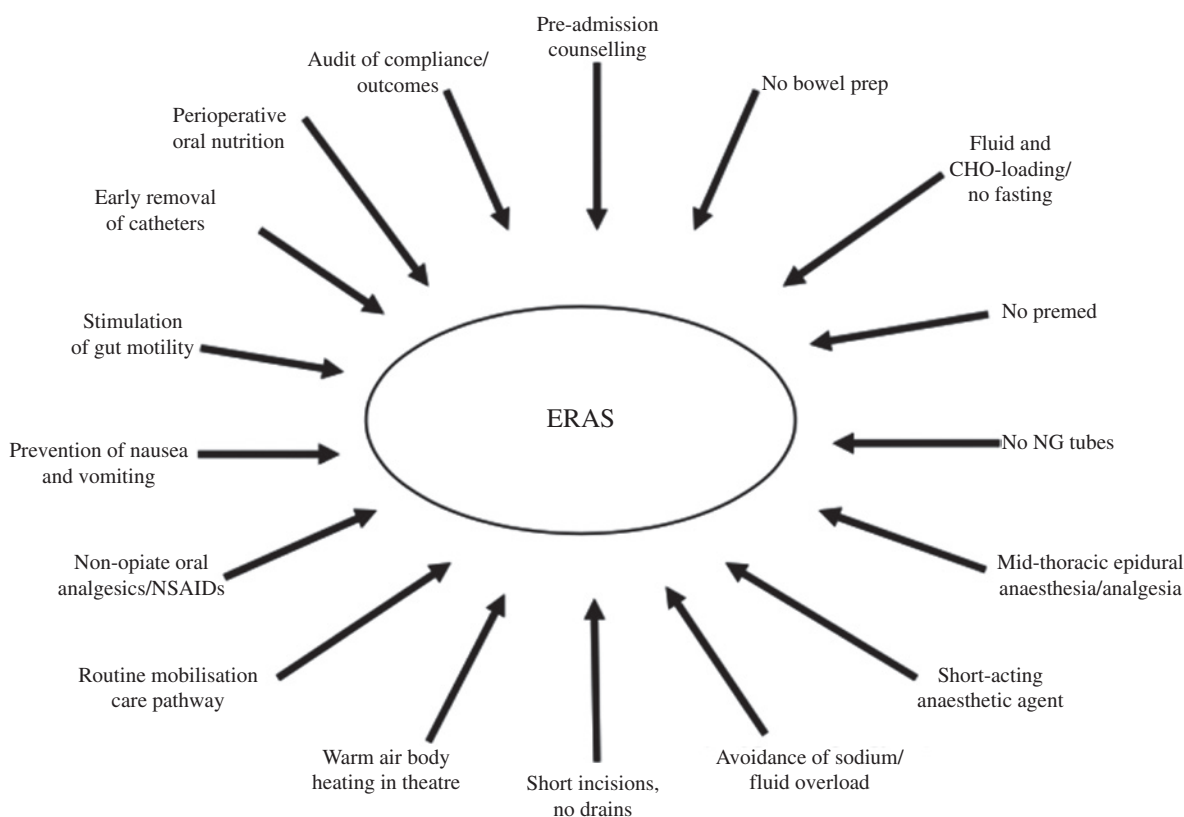 Pre-admission
counselling
No bowel prep
Fluid and
CHO-loading/
no fasting
No premed
No NG tubes
Mid-thoracic epidural
anaesthesia/analgesia
Short-acting
anaesthetic agent
Avoidance of sodium/
fluid overload
Short incisions,
no drains
Warm air body
heating in theatre
Routine mobilisation
care pathway
Non-opiate oral
analgesics/NSAIDs
Prevention of nausea
and vomiting
Stimulation
of gut motility
Early removal
of catheters
Perioperative
oral nutrition
Audit of compliance/
outcomes
ERAS